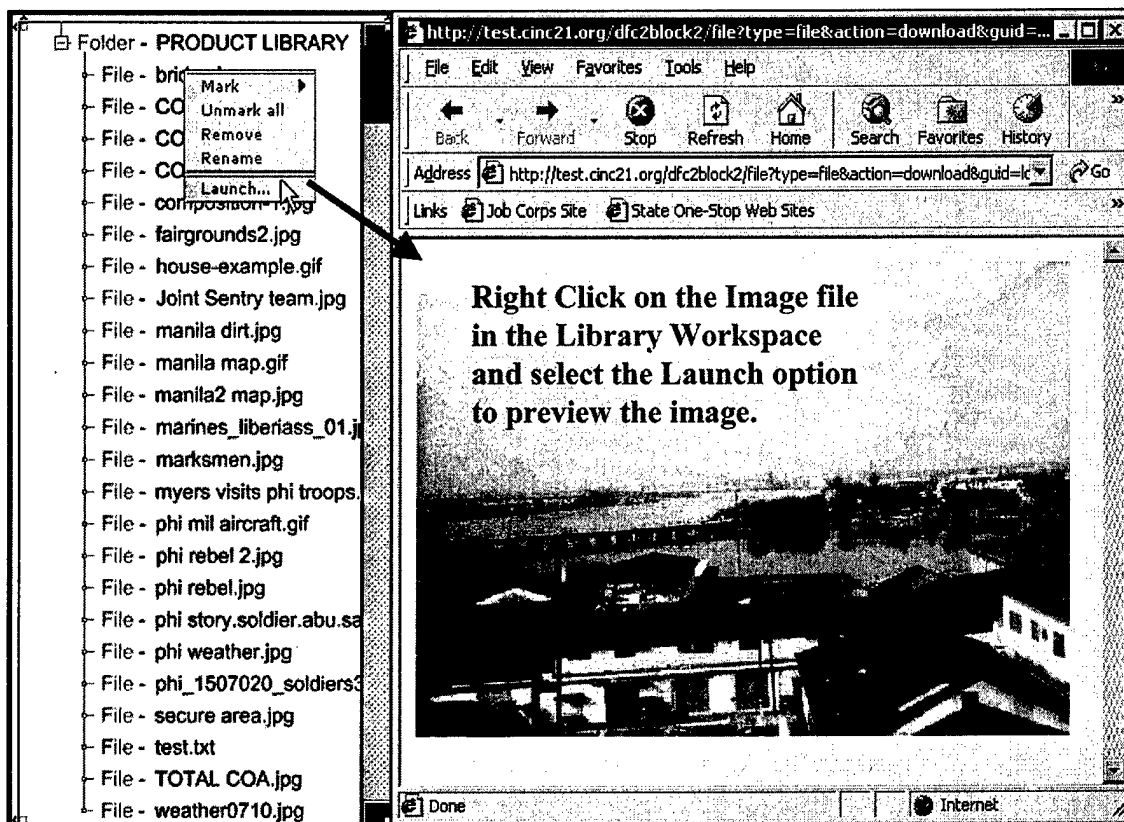 Folder - PRODUCT LIBRARY
File -
File - CO
File - CO
File - CO
File - composition-1.jpg
File - fairgrounds2.jpg
File - house-example.gif
File - Joint Sentry team.jpg
File - manila dirt.jpg
File - manila map.gif
File - manila2 map.jpg
File - marines_liberiass_01.j
File - marksmen.jpg
File - myers visits phi troops.
File - phi mil aircraft.gif
File - phi rebel 2.jpg
File - phi rebel.jpg
File - phi story.soldier.abu.sa
File - phi weather.jpg
File - phi_1507020_soldiers3
File - secure area.jpg
File - test.txt
File - TOTAL COA.jpg
File - weather0710.jpg
Mark
Unmark all
Remove
Rename
Launch...
http://test.cinc21.org/dfc2block2/file?type=file&action=download&guid=...
File Edit View Favorites Tools Help
Back Forward Stop Refresh Home Search Favorites History
Address http://test.cinc21.org/dfc2block2/file?type=file&action=download&guid=lc Go
Links Job Corps Site State One-Stop Web Sites
Right Click on the Image file
in the Library Workspace
and select the Launch option
to preview the image.
Done Internet